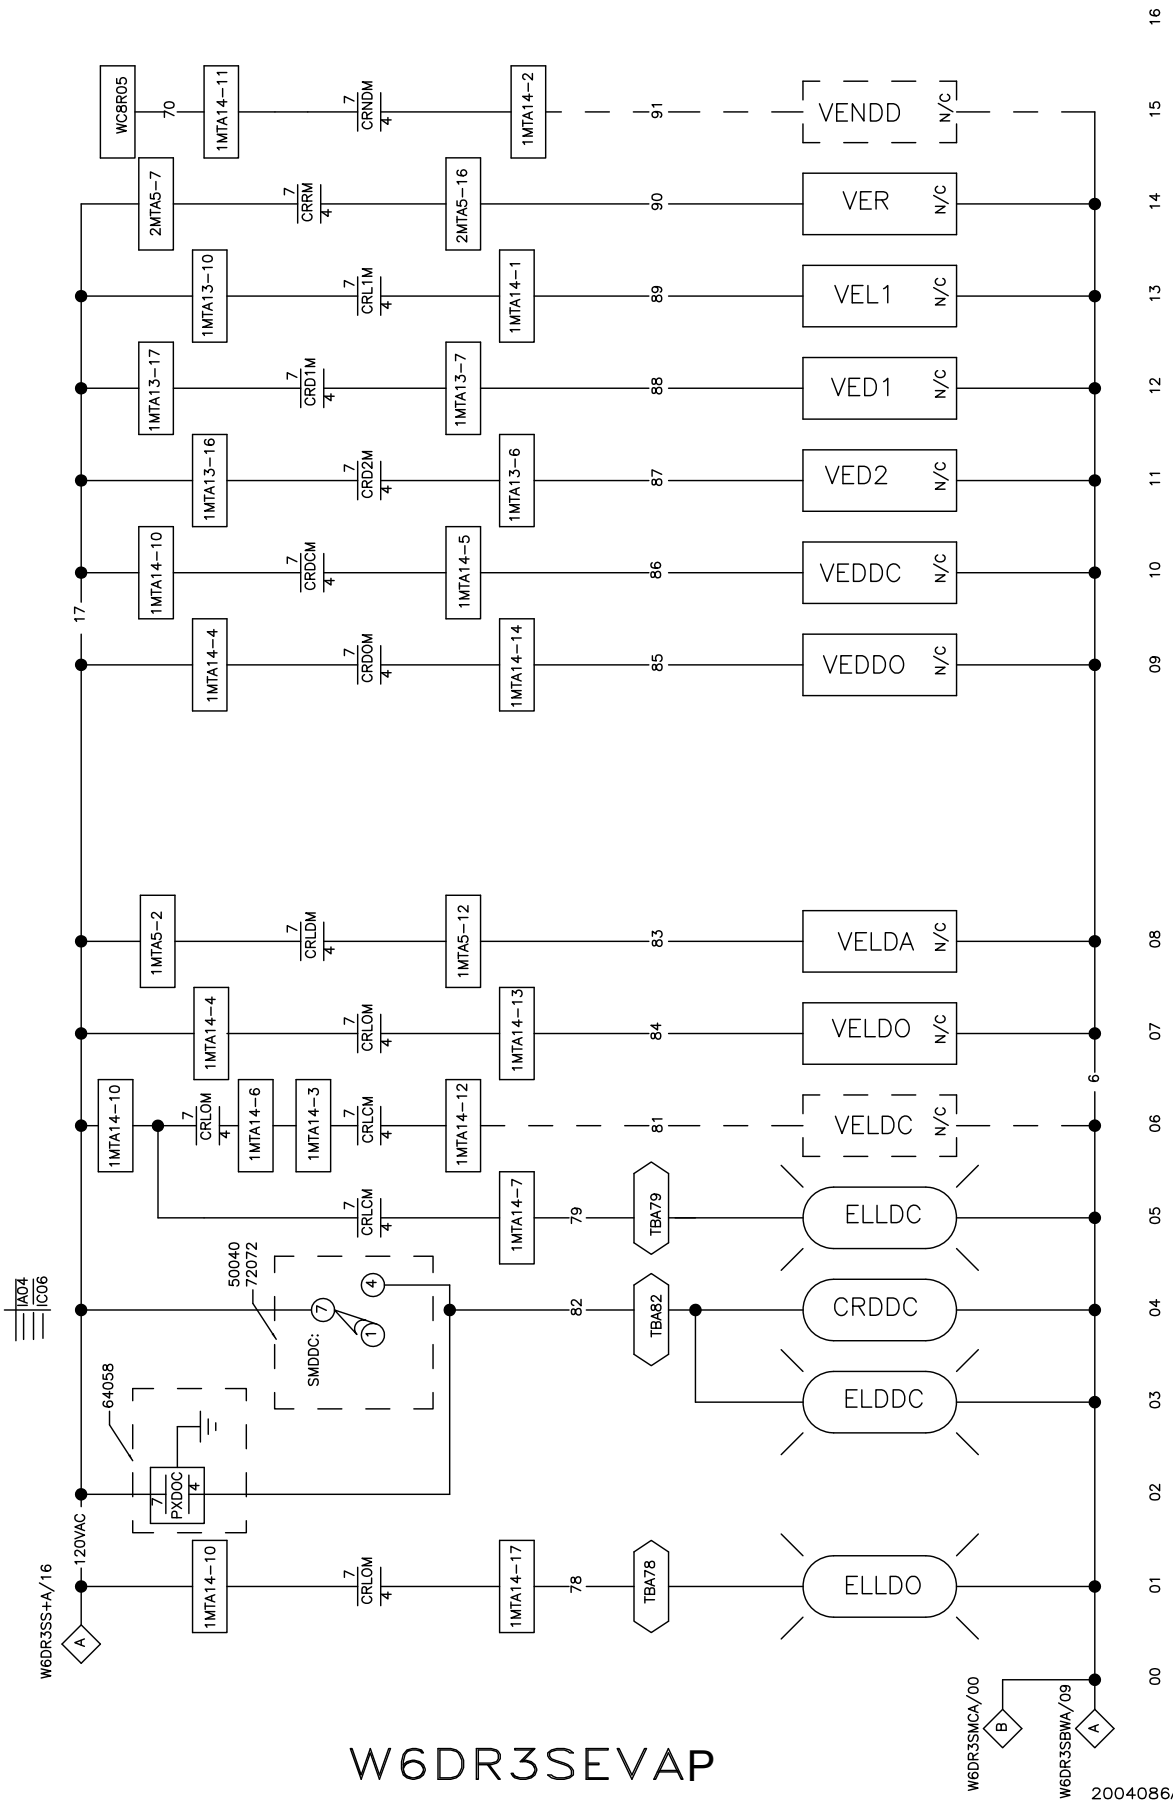 W6DR3SEVAP
2004086
00
W6DR3SMCA/00
B
W6DR3SBWA/09
A
W6DR3SS+A/16
A
120VAC
17
6
01
1MTA14-10
7
CRLOM
4
1MTA14-17
78
TBA78
ELLDO
02
64058
7
PXDOC
4
03
ELDDC
04
IA04
IC06
50040
72072
SMDDC:
7
1
4
82
TBA82
CRDDC
05
7
CRLCM
4
1MTA14-7
79
TBA79
ELLDC
06
1MTA14-10
7
CRLOM
4
1MTA14-6
1MTA14-3
7
CRLCM
4
1MTA14-12
81
VELDC
N/C
07
1MTA14-4
7
CRLOM
4
1MTA14-13
84
VELDO
N/C
08
1MTA5-2
7
CRLDM
4
1MTA5-12
83
VELDA
N/C
09
1MTA14-4
7
CRDOM
4
1MTA14-14
85
VEDDO
N/C
10
1MTA14-10
7
CRDCM
4
1MTA14-5
86
VEDDC
N/C
11
1MTA13-16
7
CRD2M
4
1MTA13-6
87
VED2
N/C
12
1MTA13-17
7
CRD1M
4
1MTA13-7
88
VED1
N/C
13
1MTA13-10
7
CRL1M
4
1MTA14-1
89
VEL1
N/C
14
2MTA5-7
7
CRRM
4
2MTA5-16
90
VER
N/C
15
WC8R05
70
1MTA14-11
7
CRNDM
4
1MTA14-2
91
VENDD
N/C
16